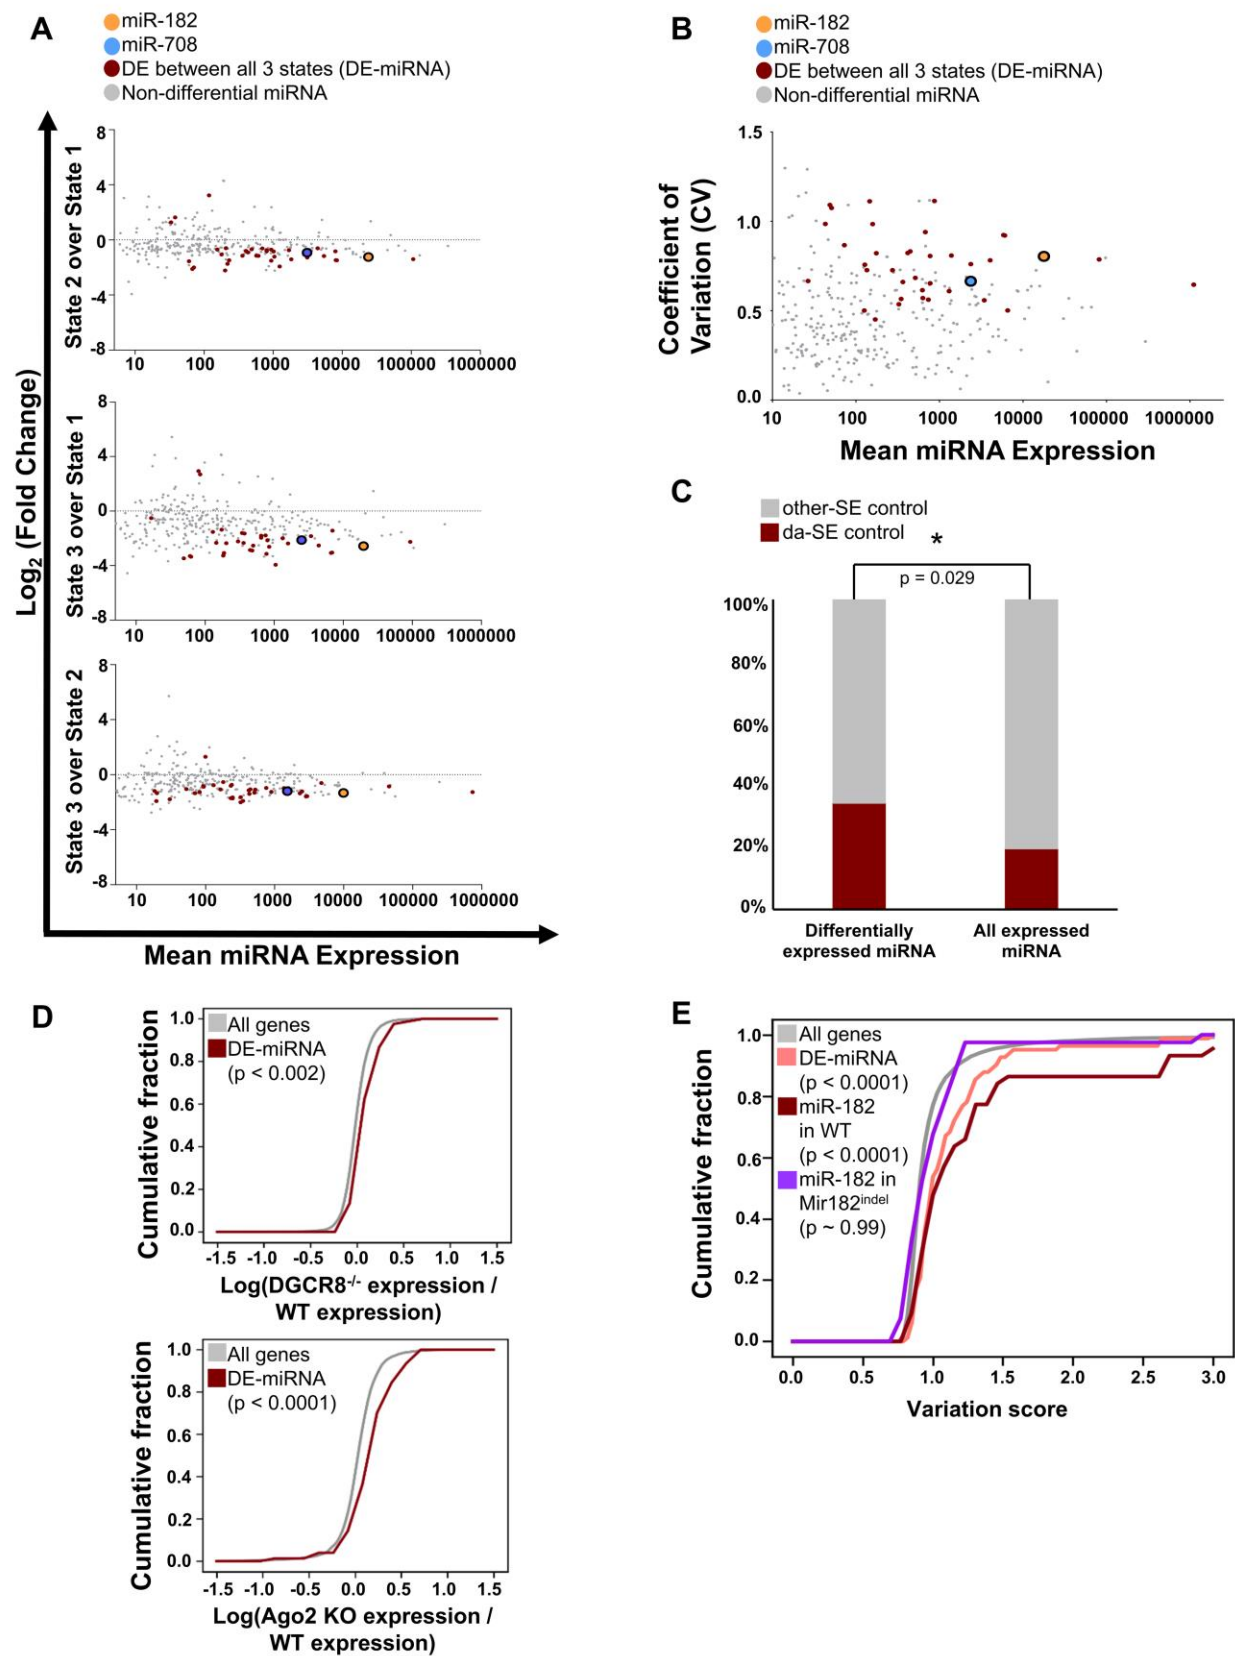 A
miR-182
miR-708
DE between all 3 states (DE-miRNA)
Non-differential miRNA
Log2 (Fold Change)
State 2 over State 1
8
4
0
-4
-8
10 100 1000 10000 100000 1000000
State 3 over State 1
8
4
0
-4
-8
10 100 1000 10000 100000 1000000
State 3 over State 2
8
4
0
-4
-8
10 100 1000 10000 100000 1000000
Mean miRNA Expression
B
miR-182
miR-708
DE between all 3 states (DE-miRNA)
Non-differential miRNA
Coefficient of
Variation (CV)
1.5
1.0
0.5
0.0
10 100 1000 10000 100000 1000000
Mean miRNA Expression
C
other-SE control
da-SE control
*
p = 0.029
100%
80%
60%
40%
20%
0%
Differentially
expressed miRNA
All expressed
miRNA
D
Cumulative fraction
1.0
0.8
0.6
0.4
0.2
0.0
All genes
DE-miRNA
(p < 0.002)
-1.5 -1.0 -0.5 0.0 0.5 1.0 1.5
Log(DGCR8-/- expression /
WT expression)
Cumulative fraction
1.0
0.8
0.6
0.4
0.2
0.0
All genes
DE-miRNA
(p < 0.0001)
-1.5 -1.0 -0.5 0.0 0.5 1.0 1.5
Log(Ago2 KO expression /
WT expression)
E
Cumulative fraction
1.0
0.8
0.6
0.4
0.2
0.0
All genes
DE-miRNA
(p < 0.0001)
miR-182
in WT
(p < 0.0001)
miR-182 in
Mir182indel
(p ~ 0.99)
0.0 0.5 1.0 1.5 2.0 2.5 3.0
Variation score